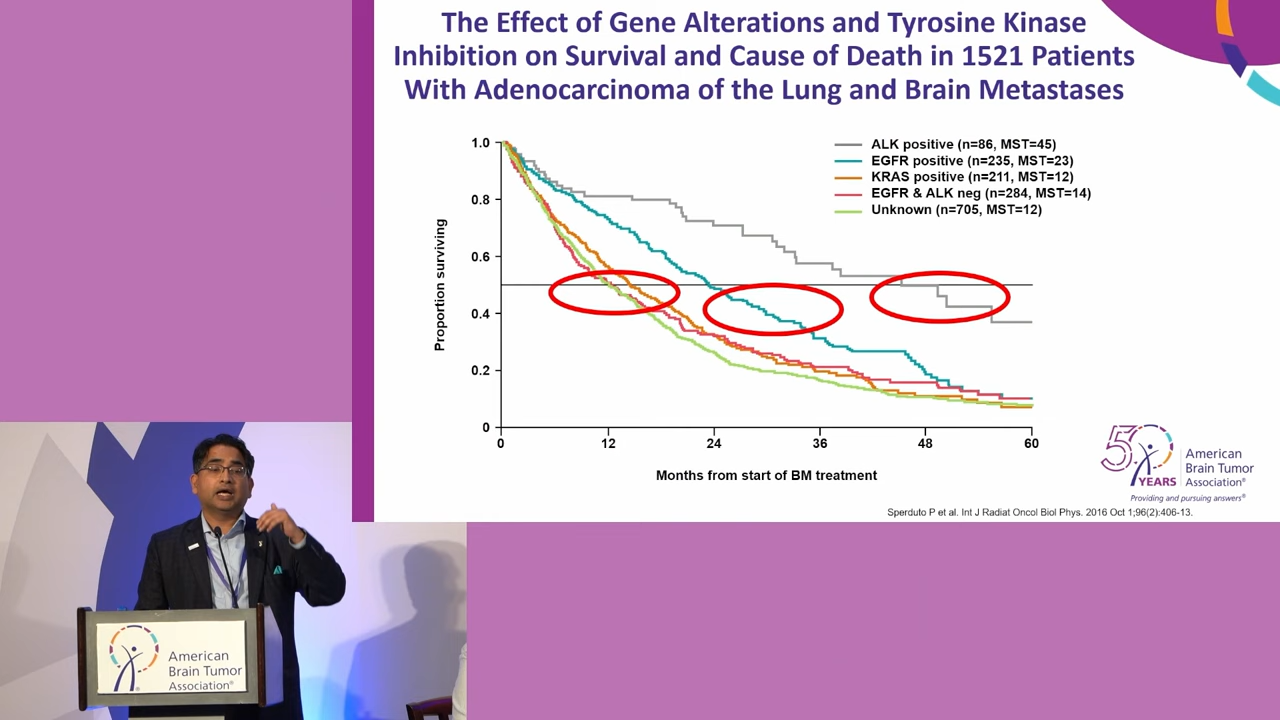 The Effect of Gene Alterations and Tyrosine Kinase
Inhibition on Survival and Cause of Death in 1521 Patients
With Adenocarcinoma of the Lung and Brain Metastases
Proportion surviving
1.0
0.8
0.6
0.4
0.2
0
0 12 24 36 48 60
Months from start of BM treatment
ALK positive (n=86, MST=45)
EGFR positive (n=235, MST=23)
KRAS positive (n=211, MST=12)
EGFR & ALK neg (n=284, MST=14)
Unknown (n=705, MST=12)
50
YEARS
American
Brain Tumor
Association®
Providing and pursuing answers®
Sperduto P et al. Int J Radiat Oncol Biol Phys. 2016 Oct 1;96(2):406-13.
American
Brain Tumor
Association®